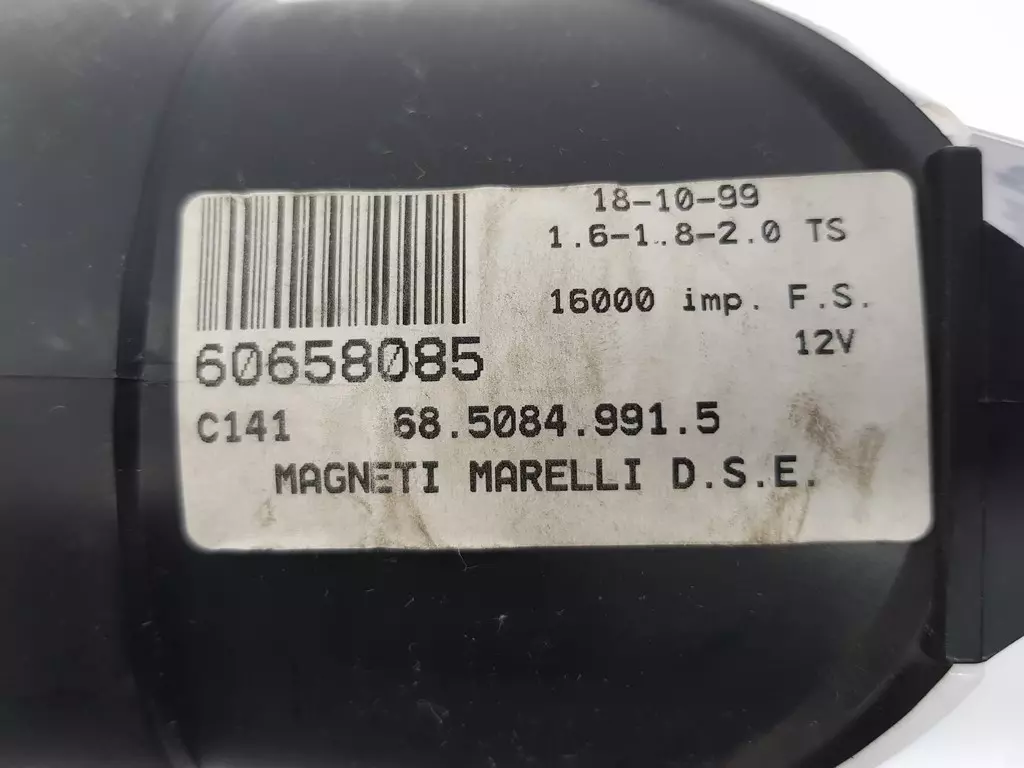 18-10-99
1.6-1.8-2.0 TS
16000 imp. F.S.
12V
60658085
C141 68.5084.991.5
MAGNETI MARELLI D.S.E.